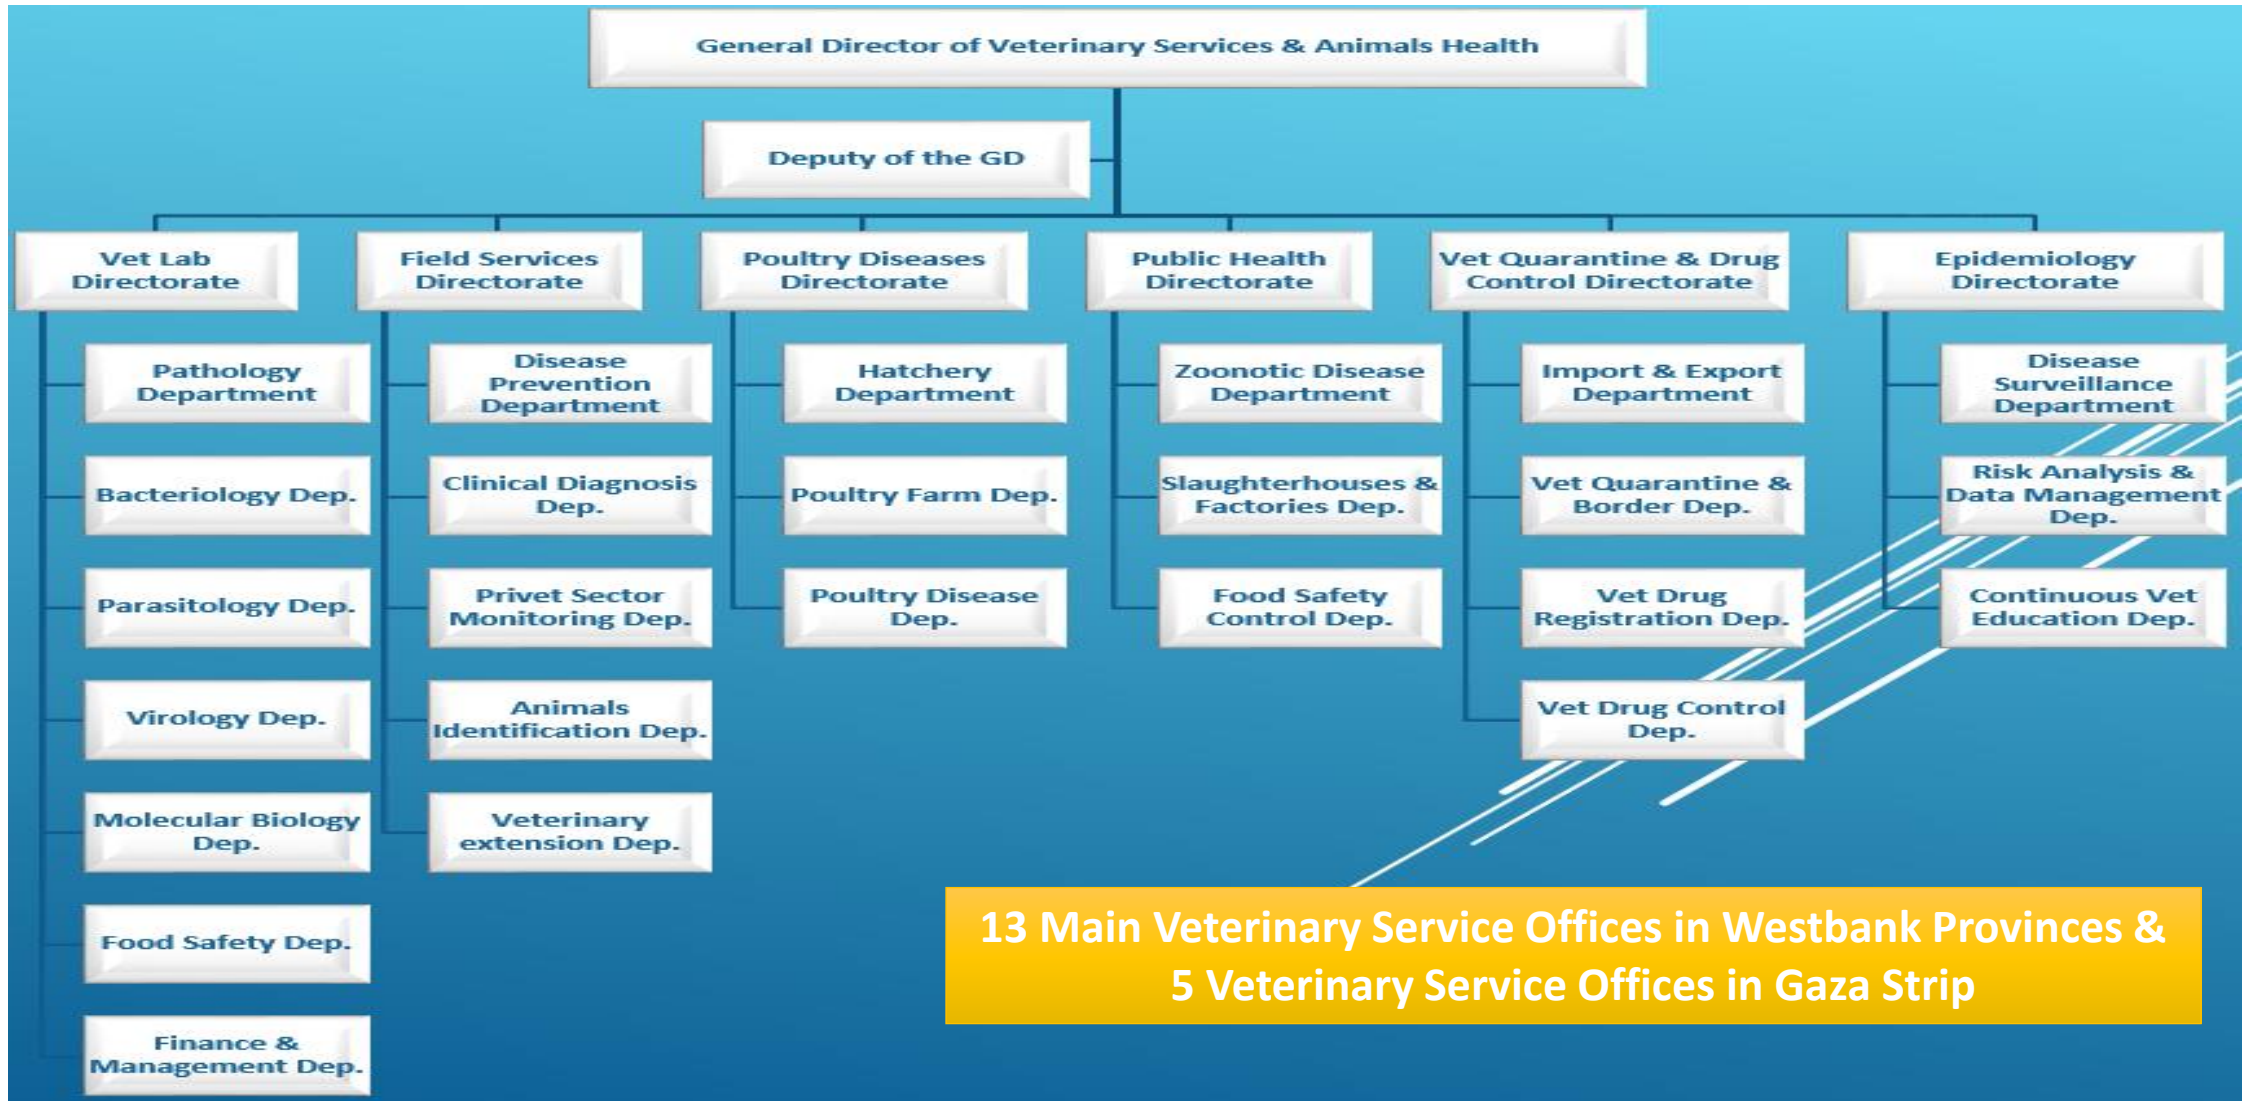 General Director of Veterinary Services & Animals Health
Deputy of the GD
Vet Lab
Directorate
Pathology
Department
Bacteriology Dep.
Parasitology Dep.
Virology Dep.
Molecular Biology
Dep.
Food Safety Dep.
Finance &
Management Dep.
Field Services
Directorate
Disease
Prevention
Department
Clinical Diagnosis
Dep.
Privet Sector
Monitoring Dep.
Animals
Identification Dep.
Veterinary
extension Dep.
Poultry Diseases
Directorate
Hatchery
Department
Poultry Farm Dep.
Poultry Disease
Dep.
Public Health
Directorate
Zoonotic Disease
Department
Slaughterhouses &
Factories Dep.
Food Safety
Control Dep.
Vet Quarantine & Drug
Control Directorate
Import & Export
Department
Vet Quarantine &
Border Dep.
Vet Drug
Registration Dep.
Vet Drug Control
Dep.
Epidemiology
Directorate
Disease
Surveillance
Department
Risk Analysis &
Data Management
Dep.
Continuous Vet
Education Dep.
13 Main Veterinary Service Offices in Westbank Provinces &
5 Veterinary Service Offices in Gaza Strip